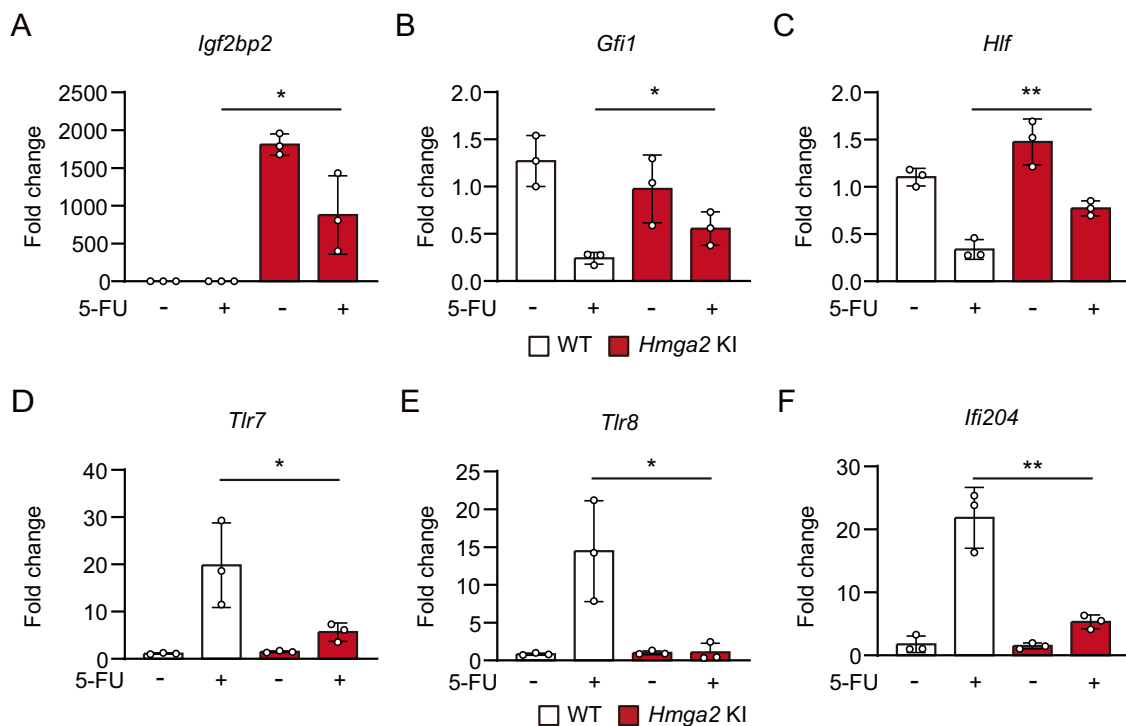 A
Igf2bp2
Fold change
2500
2000
1500
1000
500
0
*
5-FU - + - +
B
Gfi1
Fold change
2.0
1.5
1.0
0.5
0.0
*
5-FU - + - +
C
Hlf
Fold change
2.0
1.5
1.0
0.5
0.0
**
5-FU - + - +
WT Hmga2 KI
D
Tlr7
Fold change
40
30
20
10
0
*
5-FU - + - +
E
Tlr8
Fold change
25
20
15
10
5
0
*
5-FU - + - +
F
Ifi204
Fold change
30
20
10
0
**
5-FU - + - +
WT Hmga2 KI